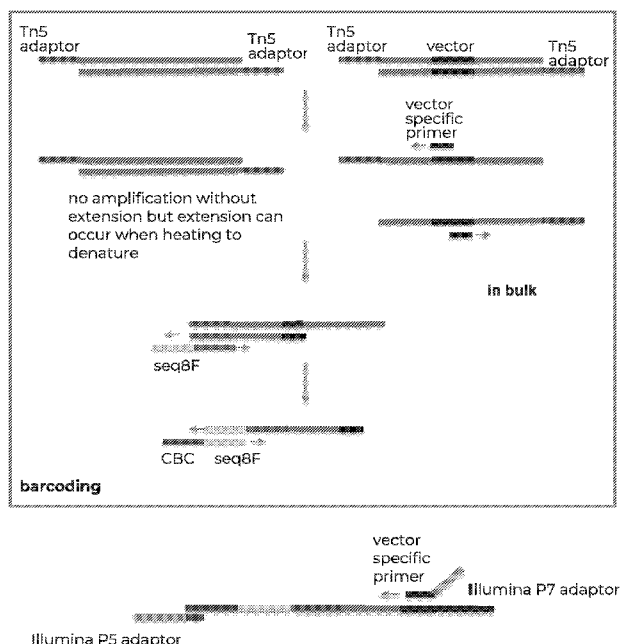 Tn5
adaptor
Tn5
adaptor
Tn5
adaptor
vector
Tn5
adaptor
vector
specific
primer
no amplification without
extension but extension can
occur when heating to
denature
in bulk
seq8F
CBC
seq8F
barcoding
vector
specific
primer
Illumina P7 adaptor
Illumina P5 adaptor